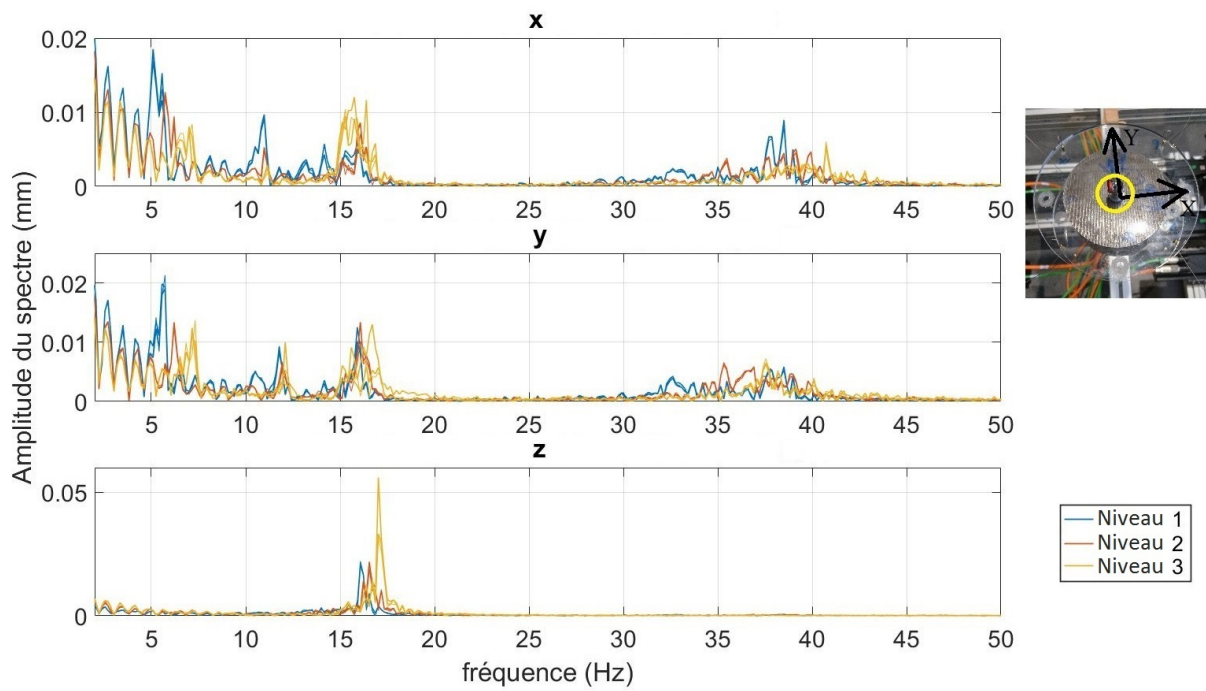 x
0.02
0.01
0
5 10 15 20 25 30 35 40 45 50
y
0.02
0.01
0
5 10 15 20 25 30 35 40 45 50
z
0.05
0
5 10 15 20 25 30 35 40 45 50
fréquence (Hz)
Amplitude du spectre (mm)
Y
X
Niveau 1
Niveau 2
Niveau 3